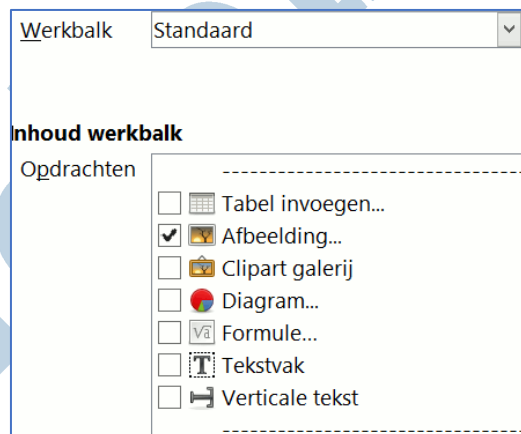 Werkbalk Standaard
Inhoud werkbalk
Opdrachten
Tabel invoegen...
Afbeelding...
Clipart galerij
Diagram...
Formule...
Tekstvak
Verticale tekst